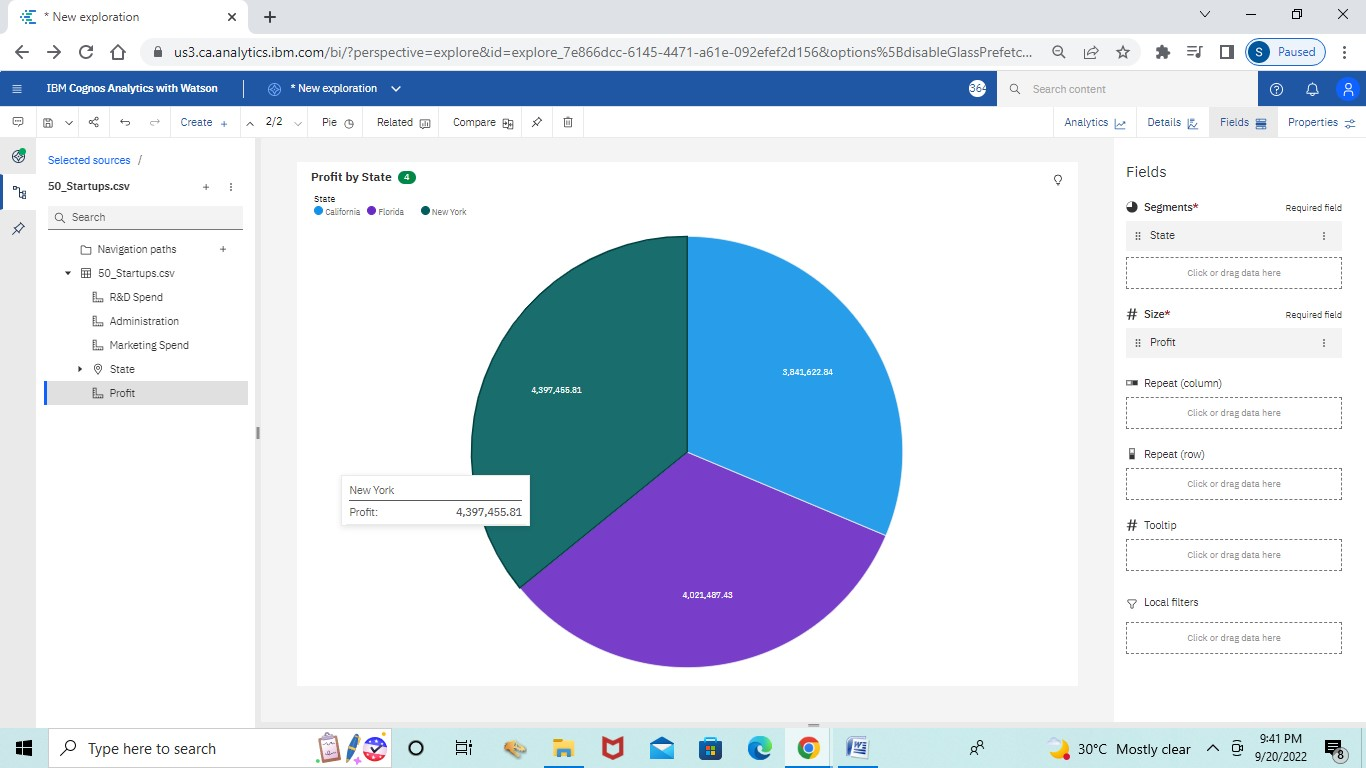 * New exploration
us3.ca.analytics.ibm.com/bi/?perspective=explore&id=explore_7e866dcc-6145-4471-a61e-092efef2d156&options%5BdisableGlassPrefetc...
S Paused
IBM Cognos Analytics with Watson
* New exploration
364
Search content
Create
2/2
Pie
Related
Compare
Analytics
Details
Fields
Properties
Selected sources /
50_Startups.csv
Search
Navigation paths
50_Startups.csv
R&D Spend
Administration
Marketing Spend
State
Profit
Profit by State 4
State
California Florida New York
3,841,622.84
4,397,455.81
4,021,487.43
New York
Profit: 4,397,455.81
Fields
Segments* Required field
State
Click or drag data here
Size* Required field
Profit
Repeat (column)
Click or drag data here
Repeat (row)
Click or drag data here
Tooltip
Click or drag data here
Local filters
Click or drag data here
Type here to search
30°C Mostly clear
9:41 PM
9/20/2022
8